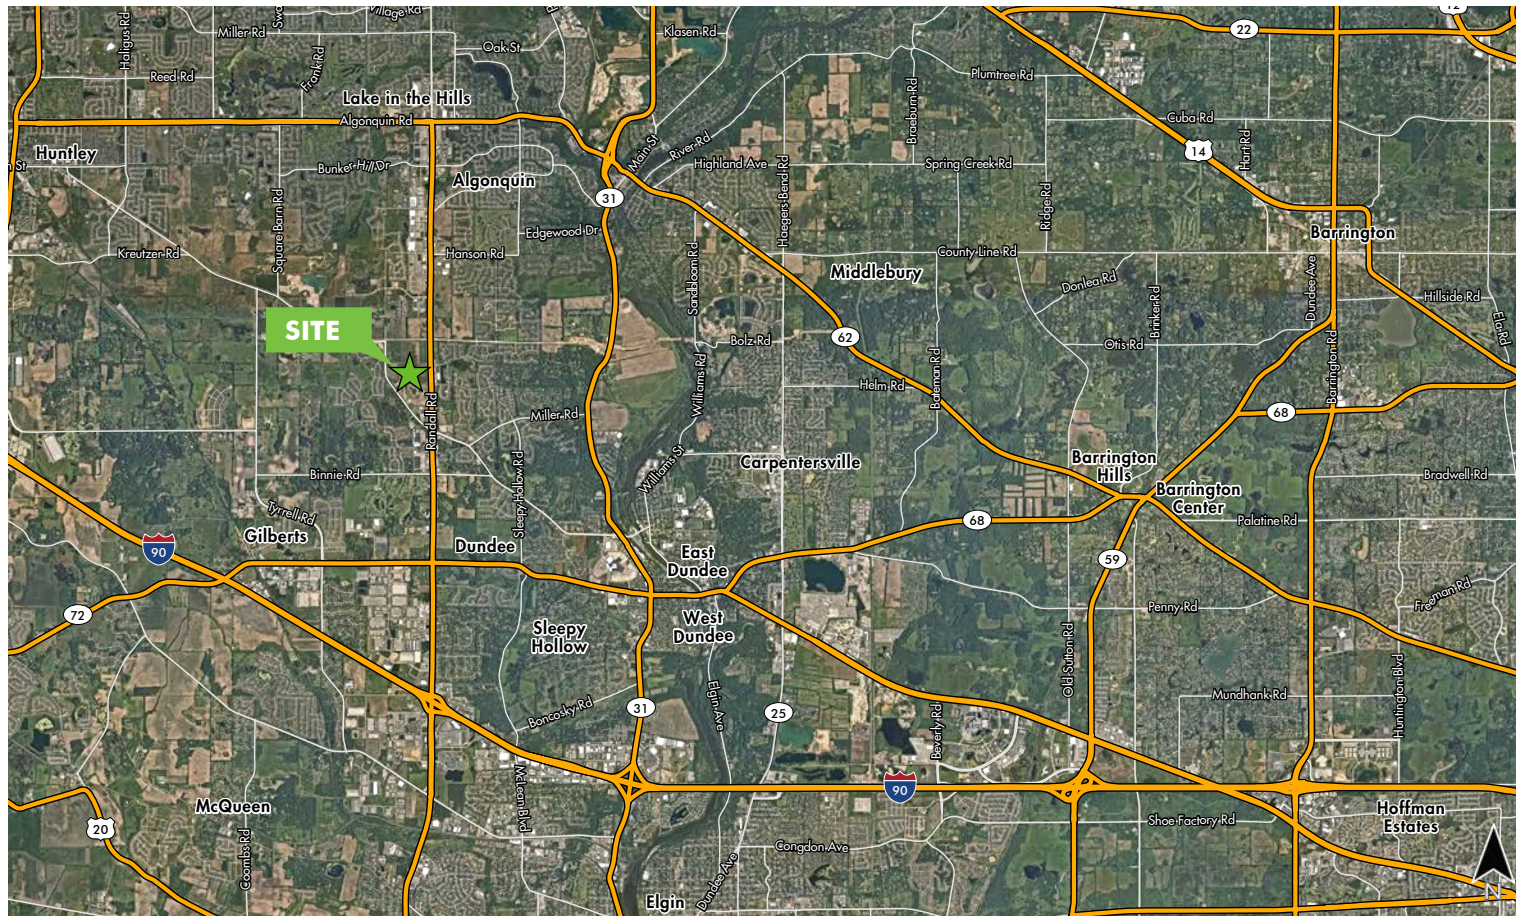 Village Rd
Miller Rd
Klasen Rd
22
12
Haligus Rd
Oak St
Frank Rd
Reed Rd
Plumtree Rd
Lake in the Hills
Algonquin Rd
Braeburn Rd
Cuba Rd
14
Hart Rd
Huntley
Main St
River Rd
Highland Ave
Spring Creek Rd
Bunker Hill Dr
Algonquin
31
Haegers Bend Rd
Ridge Rd
Square Barn Rd
Edgewood Dr
Barrington
Kreutzer Rd
Hanson Rd
County Line Rd
Sandbloom Rd
Middlebury
Donlea Rd
Dundee Ave
Hillside Rd
Brinker Rd
Ela Rd
SITE
Bolz Rd
62
Otis Rd
Barrington Rd
Williams Rd
Helm Rd
Bateman Rd
Randall Rd
Miller Rd
68
Binnie Rd
Sleepy Hollow Rd
Williams St
Carpentersville
Barrington
Hills
Bradwell Rd
Barrington
Center
Tyrrell Rd
68
Palatine Rd
Gilberts
90
Dundee
East
Dundee
59
72
Freeman Rd
Penny Rd
West
Dundee
Sleepy
Hollow
Old Sutton Rd
Mundhank Rd
Huntington Blvd
Boncosky Rd
31
Elgin Ave
25
Beverly Rd
McLean Blvd
90
McQueen
20
Shoe Factory Rd
Hoffman
Estates
Coombs Rd
Congdon Ave
Dundee Ave
Elgin
N